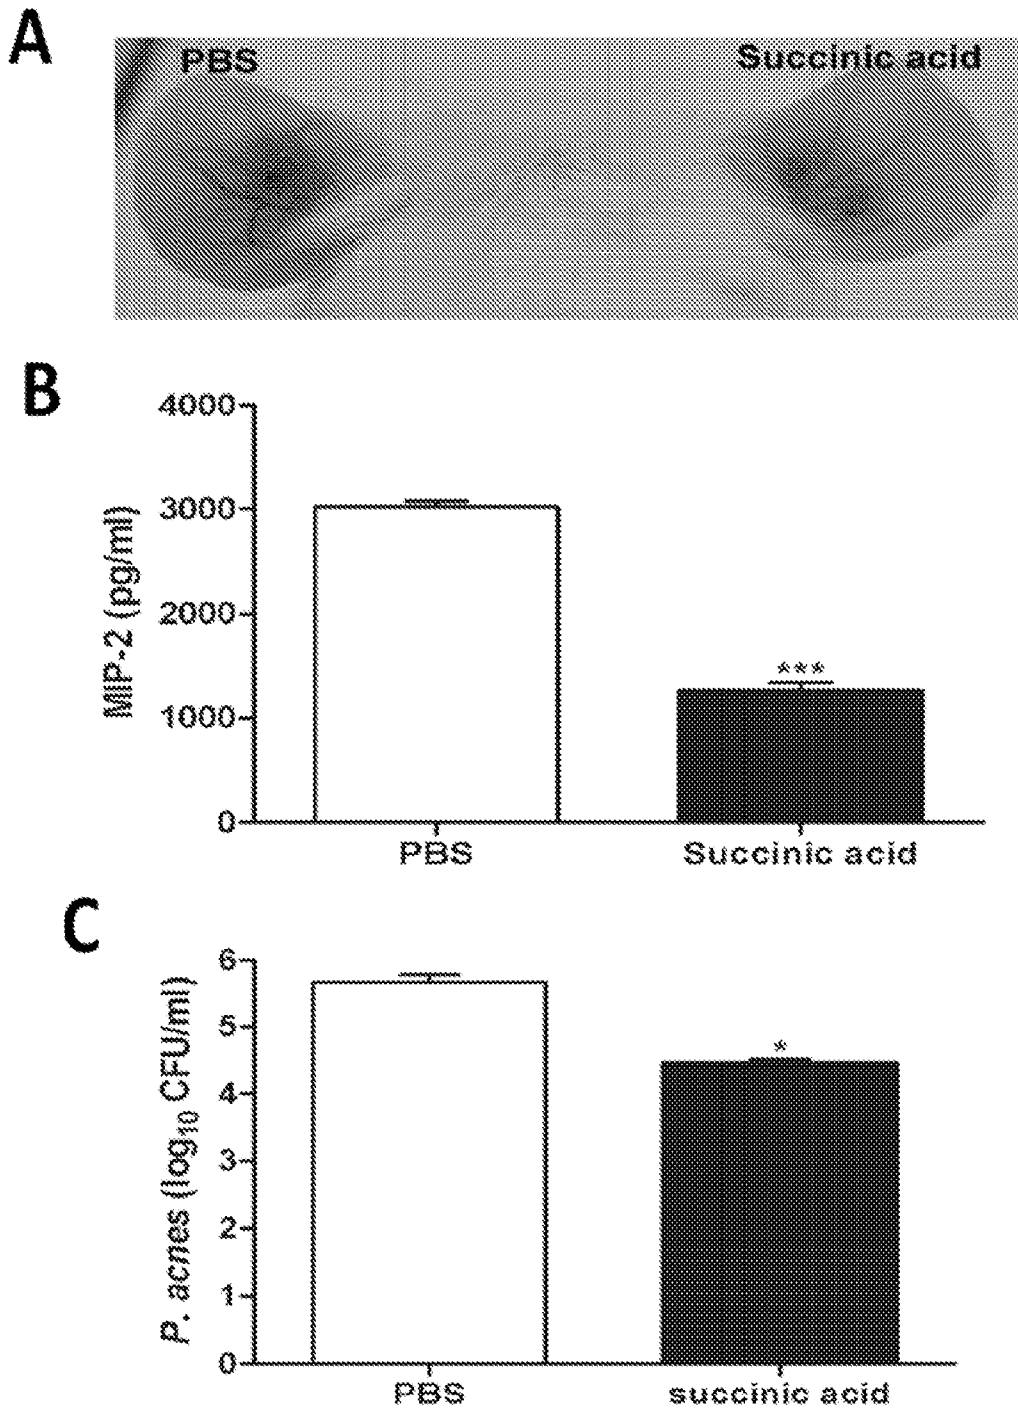 A
PBS
Succinic acid
B
4000
3000
2000
1000
0
MIP-2 (pg/ml)
***
PBS
Succinic acid
C
6
5
4
3
2
1
0
P. acnes (log10 CFU/ml)
*
PBS
succinic acid